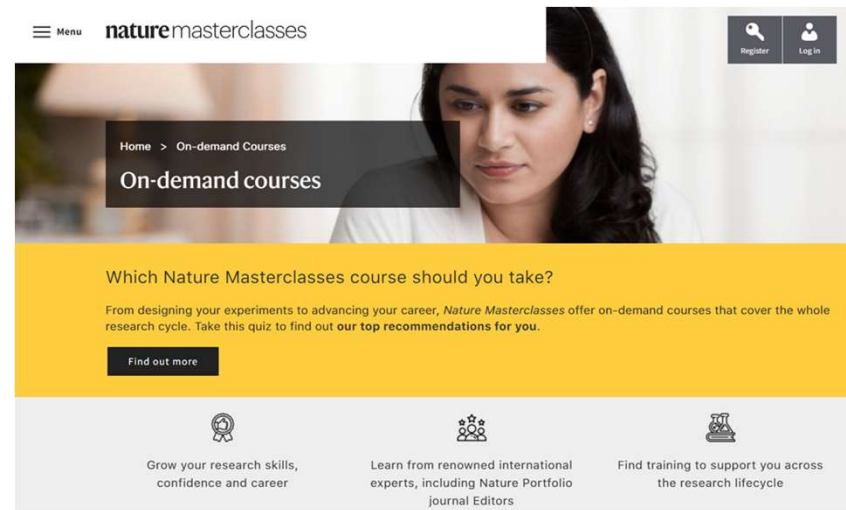 Menu
naturemasterclasses
Register
Log in
Home > On-demand Courses
On-demand courses
Which Nature Masterclasses course should you take?
From designing your experiments to advancing your career, Nature Masterclasses offer on-demand courses that cover the whole
research cycle. Take this quiz to find out our top recommendations for you.
Find out more
Grow your research skills,
confidence and career
Learn from renowned international
experts, including Nature Portfolio
journal Editors
Find training to support you across
the research lifecycle